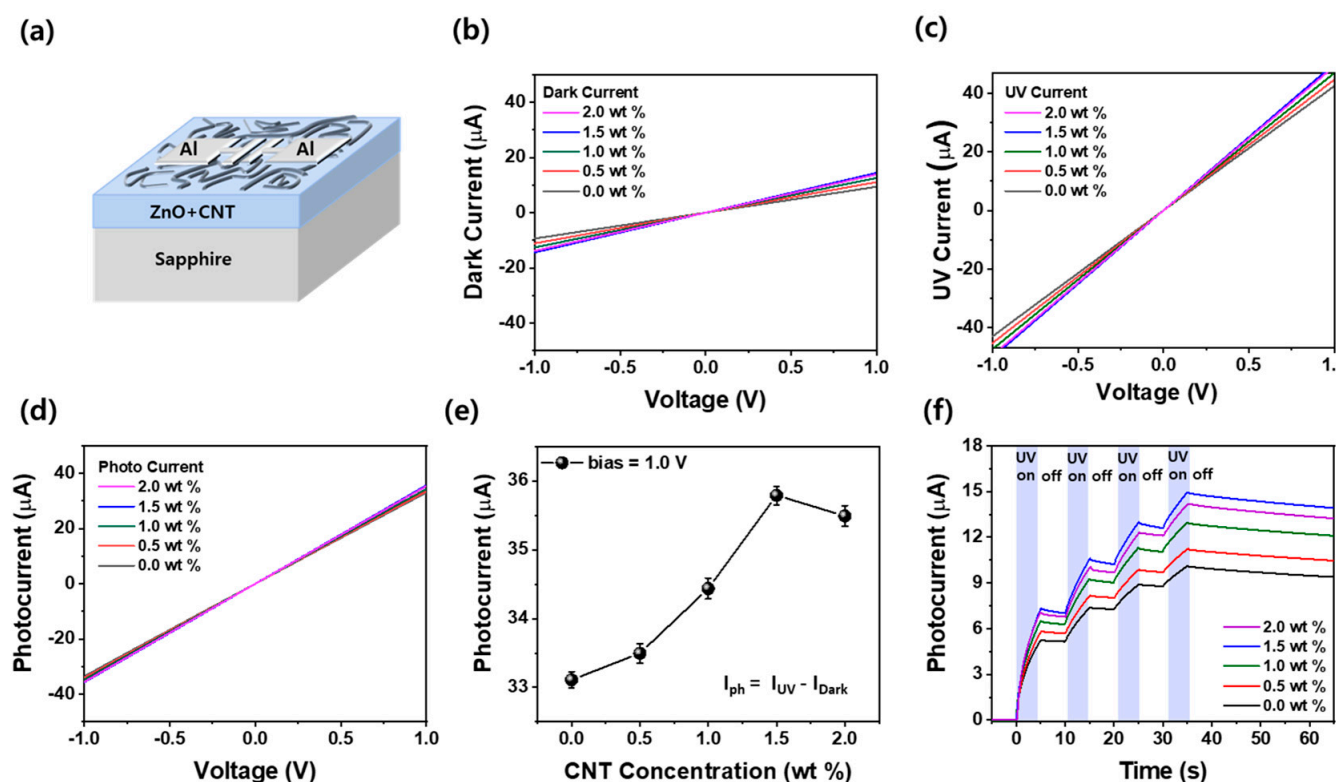 (a)
Al
Al
ZnO+CNT
Sapphire
(b)
Dark Current
2.0 wt %
1.5 wt %
1.0 wt %
0.5 wt %
0.0 wt %
40
20
0
-20
-40
-1.0
-0.5
0.0
0.5
1.0
Dark Current (μA)
Voltage (V)
(c)
UV Current
2.0 wt %
1.5 wt %
1.0 wt %
0.5 wt %
0.0 wt %
40
20
0
-20
-40
-1.0
-0.5
0.0
0.5
1.
UV Current (μA)
Voltage (V)
(d)
Photo Current
2.0 wt %
1.5 wt %
1.0 wt %
0.5 wt %
0.0 wt %
40
20
0
-20
-40
-1.0
-0.5
0.0
0.5
1.0
Photocurrent (μA)
Voltage (V)
(e)
bias = 1.0 V
36
35
34
33
0.0
0.5
1.0
1.5
2.0
Iph = IUV - IDark
Photocurrent (μA)
CNT Concentration (wt %)
(f)
UV UV UV UV
on off on off on off on off
18
15
12
9
6
3
0
0
10
20
30
40
50
60
2.0 wt %
1.5 wt %
1.0 wt %
0.5 wt %
0.0 wt %
Photocurrent (μA)
Time (s)